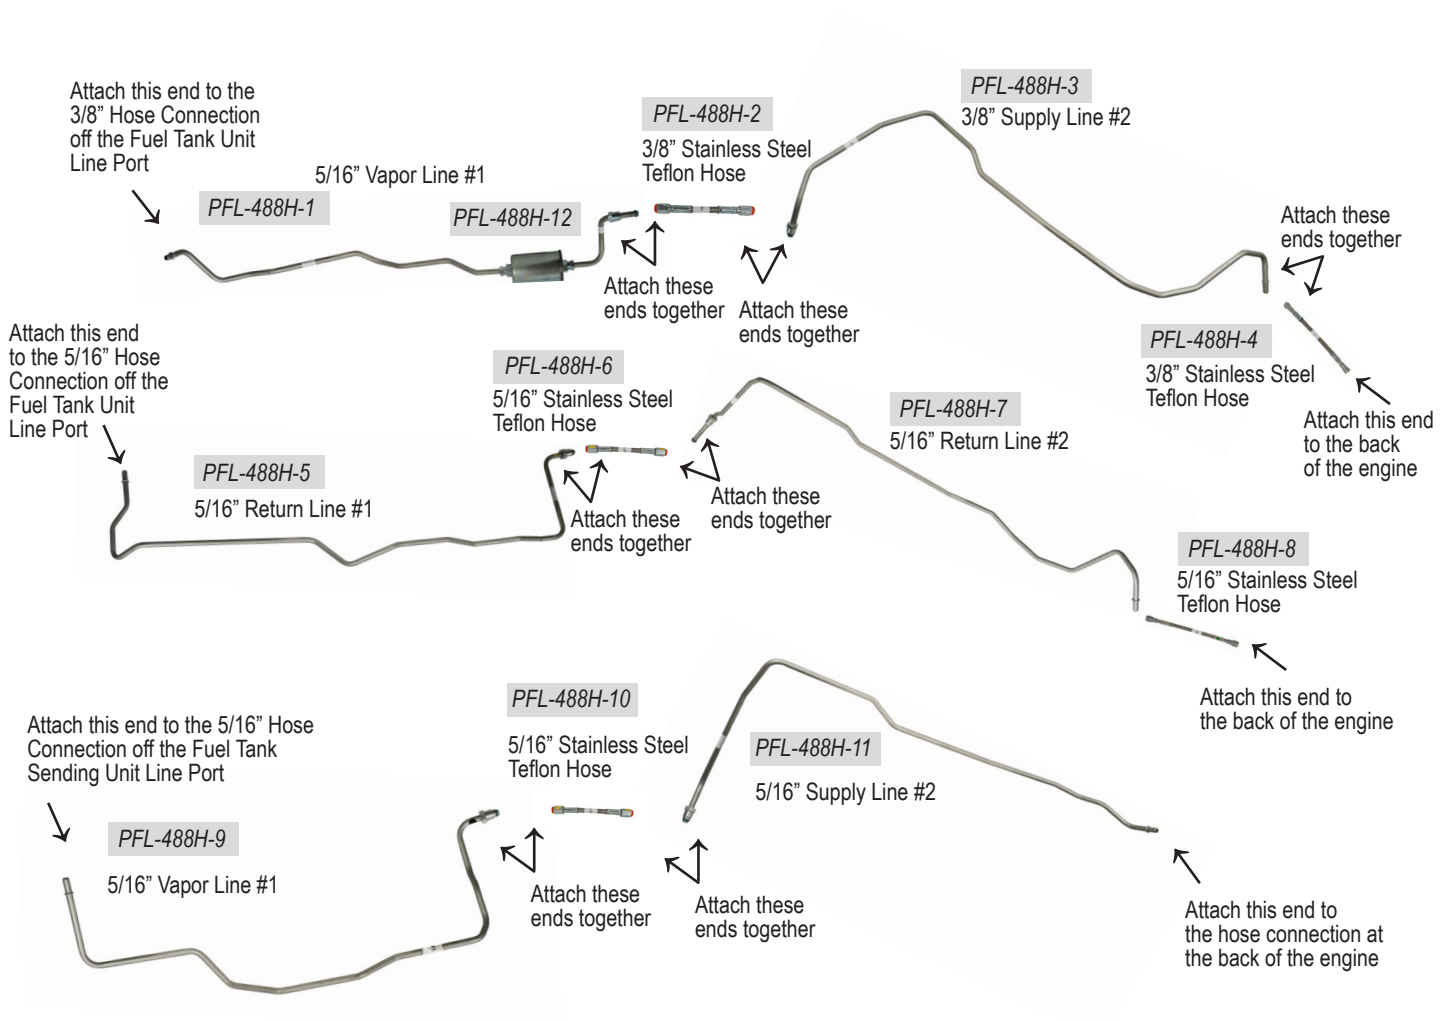 Attach this end to the
3/8” Hose Connection
off the Fuel Tank Unit
Line Port
5/16” Vapor Line #1
PFL-488H-1
PFL-488H-12
PFL-488H-2
3/8” Stainless Steel
Teflon Hose
Attach these
ends together
Attach these
ends together
PFL-488H-3
3/8” Supply Line #2
Attach these
ends together
PFL-488H-4
3/8” Stainless Steel
Teflon Hose
Attach this end
to the back
of the engine
Attach this end
to the 5/16” Hose
Connection off the
Fuel Tank Unit
Line Port
PFL-488H-5
5/16” Return Line #1
PFL-488H-6
5/16” Stainless Steel
Teflon Hose
Attach these
ends together
Attach these
ends together
PFL-488H-7
5/16” Return Line #2
PFL-488H-8
5/16” Stainless Steel
Teflon Hose
Attach this end to
the back of the engine
Attach this end to the 5/16” Hose
Connection off the Fuel Tank
Sending Unit Line Port
PFL-488H-9
5/16” Vapor Line #1
PFL-488H-10
5/16” Stainless Steel
Teflon Hose
Attach these
ends together
Attach these
ends together
PFL-488H-11
5/16” Supply Line #2
Attach this end to
the hose connection at
the back of the engine